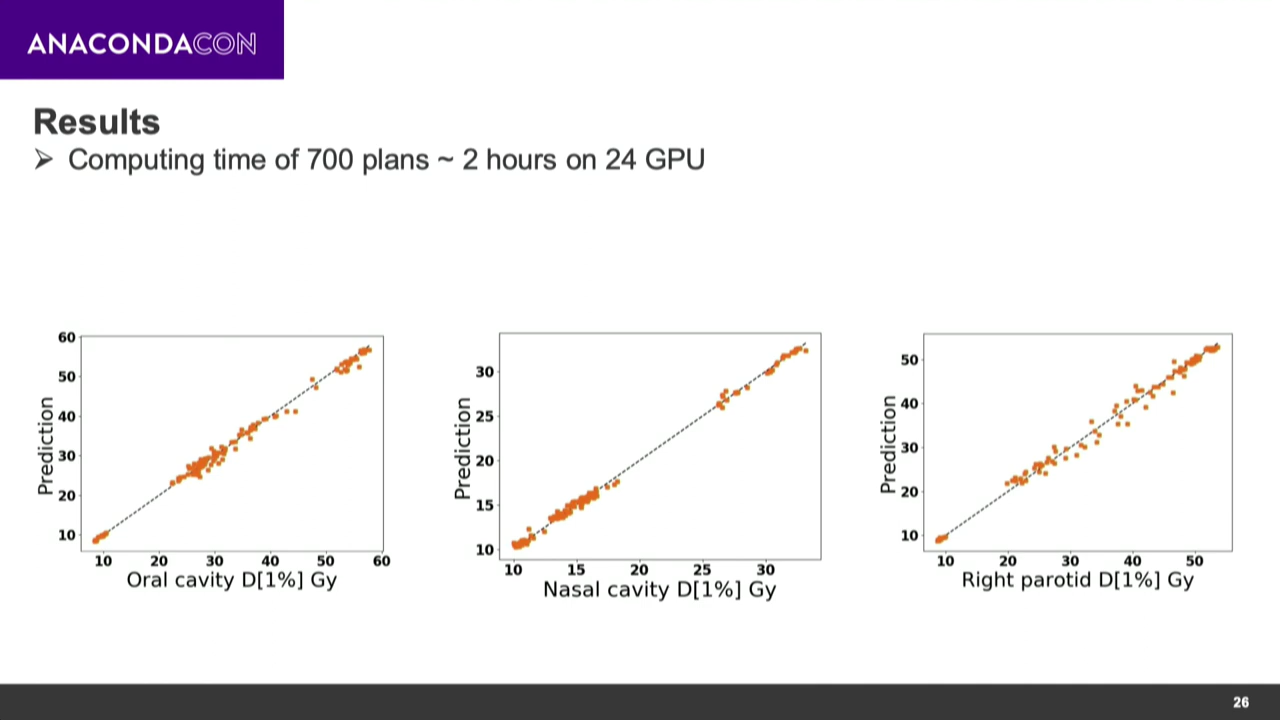 ANACONDACON
Results
➢ Computing time of 700 plans ~ 2 hours on 24 GPU
60
50
40
30
20
10
Prediction
10 20 30 40 50 60
Oral cavity D[1%] Gy
30
25
20
15
10
Prediction
10 15 20 25 30
Nasal cavity D[1%] Gy
50
40
30
20
10
Prediction
10 20 30 40 50
Right parotid D[1%] Gy
26